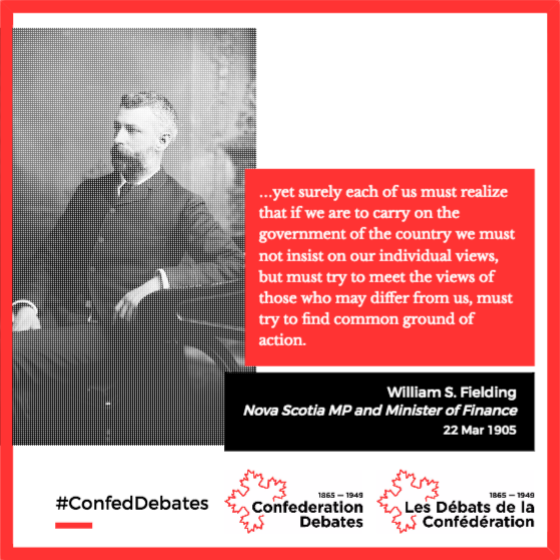 ...yet surely each of us must realize
that if we are to carry on the
government of the country we must
not insist on our individual views,
but must try to meet the views of
those who may differ from us, must
try to find common ground of
action.
William S. Fielding
Nova Scotia MP and Minister of Finance
22 Mar 1905
#ConfedDebates
1865 — 1949
Confederation
Debates
1865 — 1949
Les Débats de la
Confédération